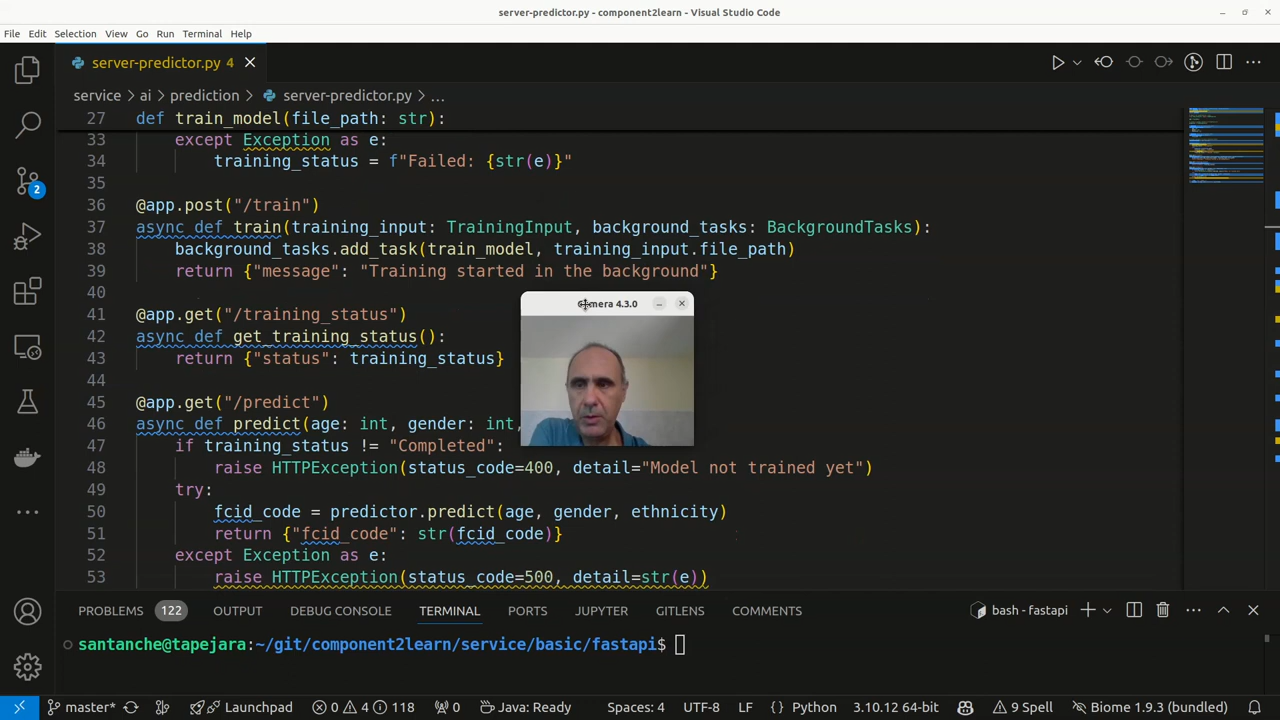 server-predictor.py - component2learn - Visual Studio Code
File Edit Selection View Go Run Terminal Help
server-predictor.py 4
service > ai > prediction > server-predictor.py > ...
27 def train_model(file_path: str):
33 except Exception as e:
34 training_status = f"Failed: {str(e)}"
35
36 @app.post("/train")
37 async def train(training_input: TrainingInput, background_tasks: BackgroundTasks):
38 background_tasks.add_task(train_model, training_input.file_path)
39 return {"message": "Training started in the background"}
40
Camera 4.3.0
41 @app.get("/training_status")
42 async def get_training_status():
43 return {"status": training_status}
44
45 @app.get("/predict")
46 async def predict(age: int, gender: int,
47 if training_status != "Completed":
48 raise HTTPException(status_code=400, detail="Model not trained yet")
49 try:
50 fcid_code = predictor.predict(age, gender, ethnicity)
51 return {"fcid_code": str(fcid_code)}
52 except Exception as e:
53 raise HTTPException(status_code=500, detail=str(e))
2
PROBLEMS 122 OUTPUT DEBUG CONSOLE TERMINAL PORTS JUPYTER GITLENS COMMENTS bash - fastapi
santanche@tapejara:~/git/component2learn/service/basic/fastapi$
master* Launchpad 0 4 118 0 Java: Ready Spaces: 4 UTF-8 LF {} Python 3.10.12 64-bit 9 Spell Biome 1.9.3 (bundled)